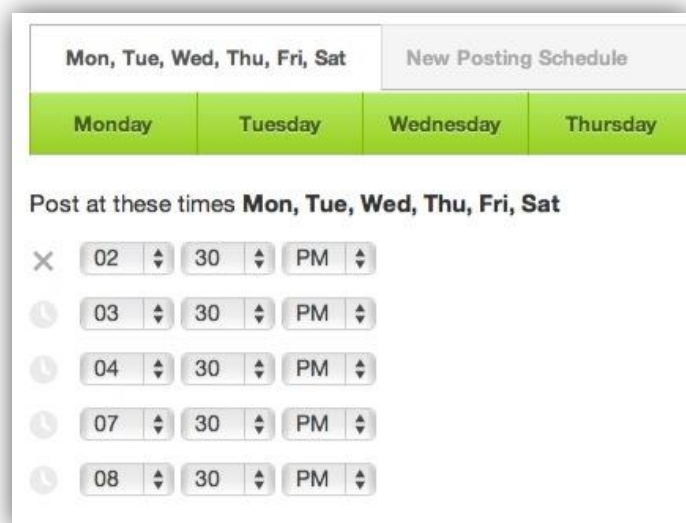 Mon, Tue, Wed, Thu, Fri, Sat New Posting Schedule
Monday Tuesday Wednesday Thursday
Post at these times Mon, Tue, Wed, Thu, Fri, Sat
02 30 PM
03 30 PM
04 30 PM
07 30 PM
08 30 PM